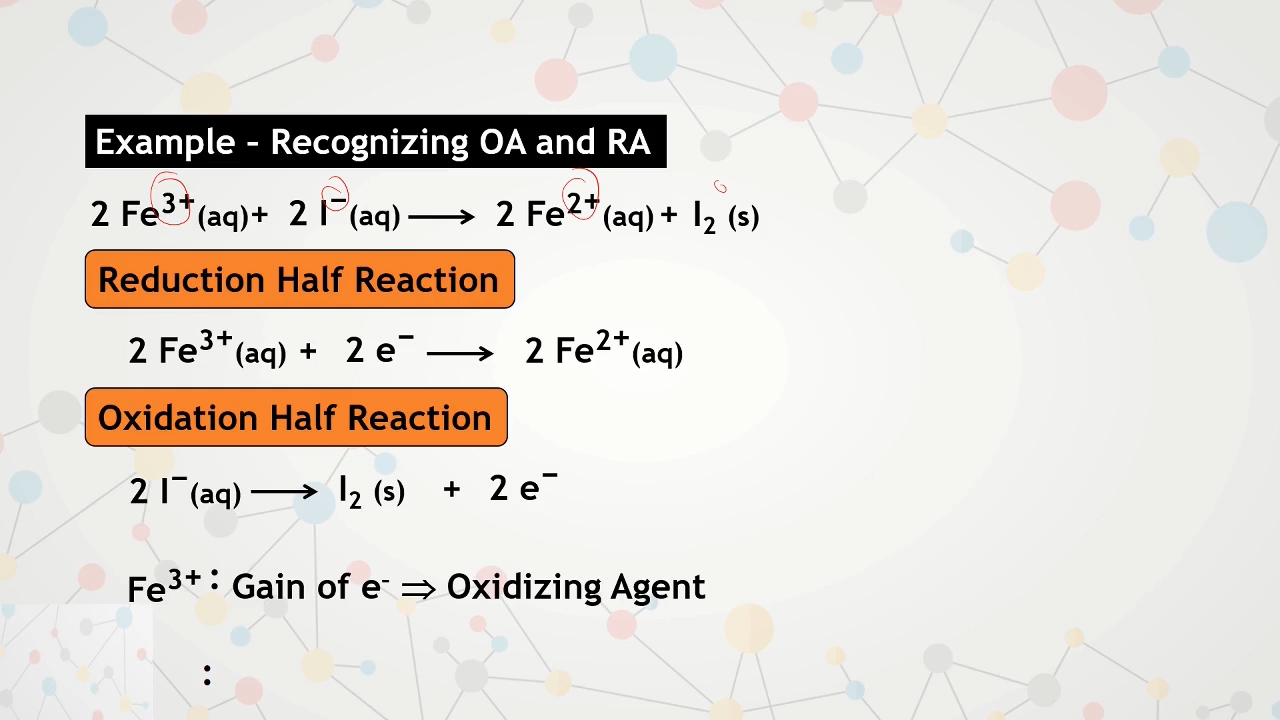 Example – Recognizing OA and RA
2 Fe³⁺(aq)+ 2 I⁻(aq) ⟶ 2 Fe²⁺(aq) + I₂ (s)
Reduction Half Reaction
2 Fe³⁺(aq) + 2 e⁻ ⟶ 2 Fe²⁺(aq)
Oxidation Half Reaction
2 I⁻(aq) ⟶ I₂ (s) + 2 e⁻
Fe³⁺ : Gain of e⁻ ⇒ Oxidizing Agent
: